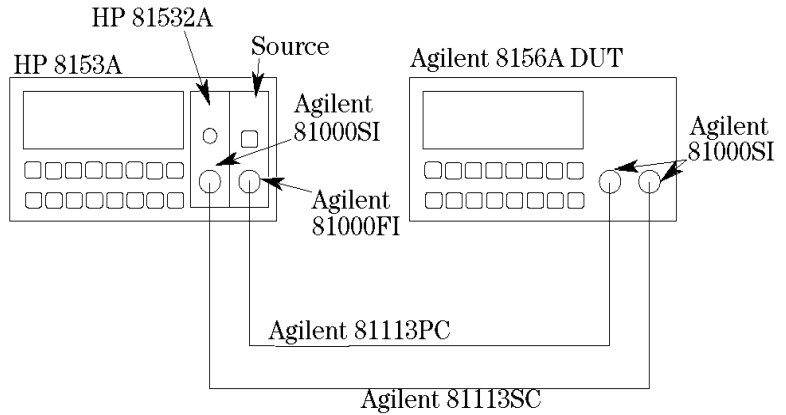 HP 81532A
Source
HP 8153A
Agilent 8156A DUT
Agilent
81000SI
Agilent
81000SI
Agilent
81000FI
Agilent 81113PC
Agilent 81113SC